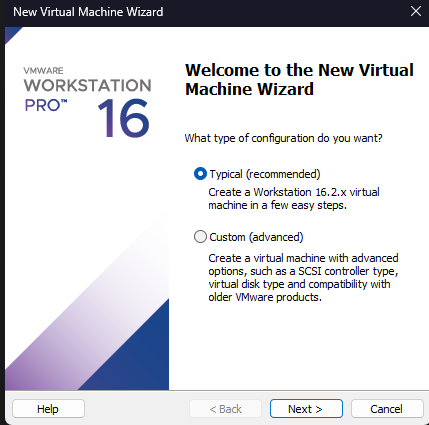 New Virtual Machine Wizard
VMWARE
WORKSTATION
PRO™ 16
Welcome to the New Virtual
Machine Wizard
What type of configuration do you want?
Typical (recommended)
Create a Workstation 16.2.x virtual
machine in a few easy steps.
Custom (advanced)
Create a virtual machine with advanced
options, such as a SCSI controller type,
virtual disk type and compatibility with
older VMware products.
Help
< Back
Next >
Cancel